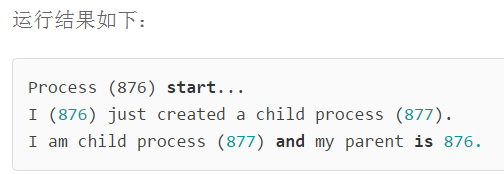 运行结果如下：
Process (876) start...
I (876) just created a child process (877).
I am child process (877) and my parent is 876.